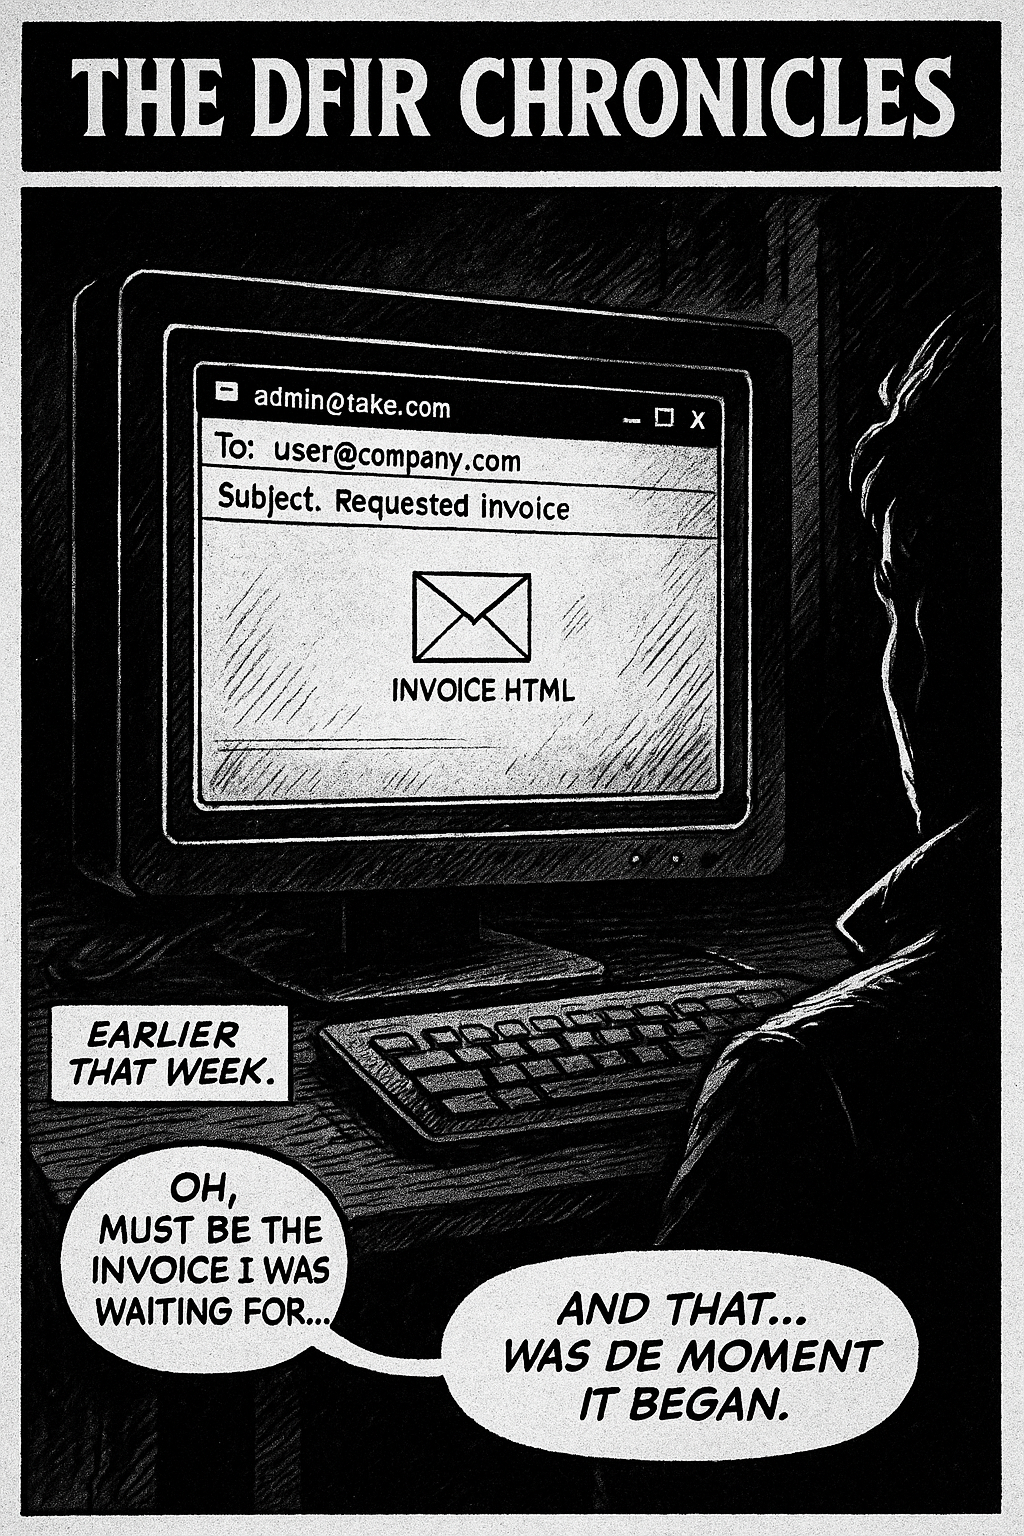 THE DFIR CHRONICLES
admin@take.com
To: user@company.com
Subject. Requested invoice
INVOICE HTML
EARLIER
THAT WEEK.
OH,
MUST BE THE
INVOICE I WAS
WAITING FOR...
AND THAT...
WAS DE MOMENT
IT BEGAN.